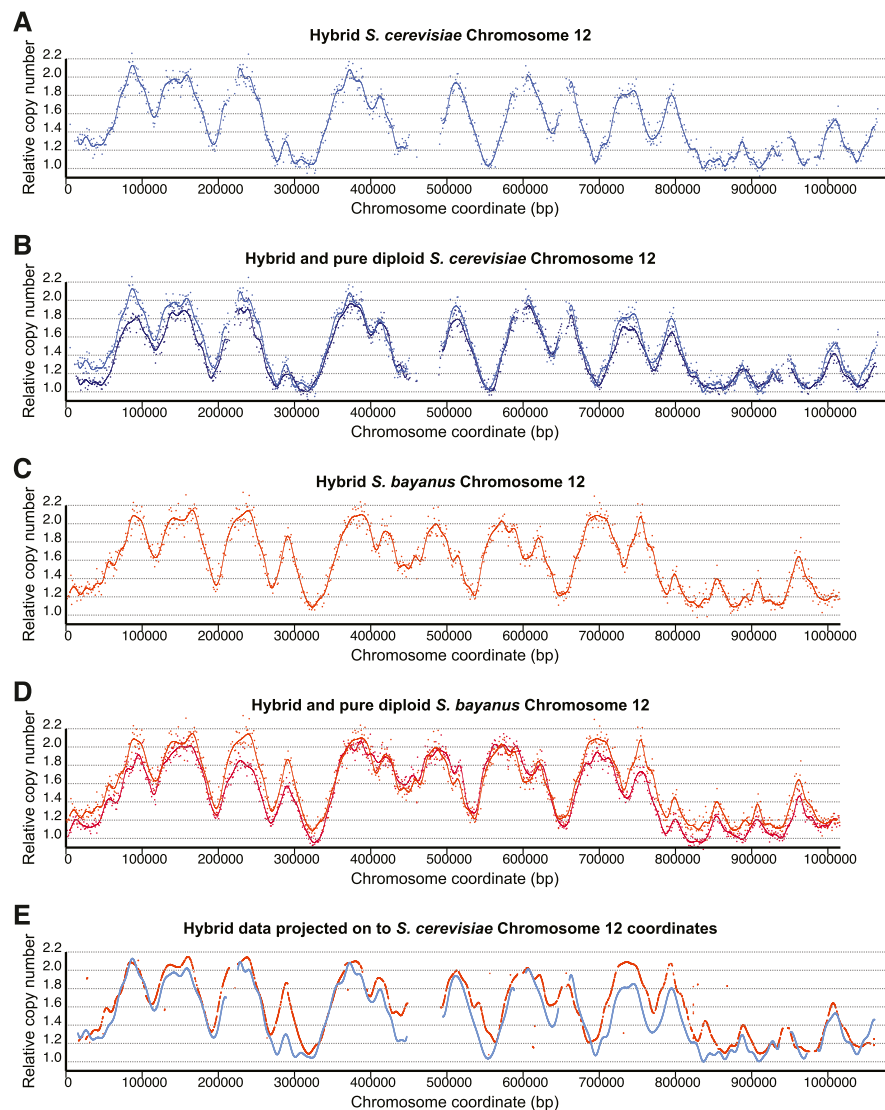 A
Hybrid S. cerevisiae Chromosome 12
Relative copy number
2.2
2.0
1.8
1.6
1.4
1.2
1.0
0 100000 200000 300000 400000 500000 600000 700000 800000 900000 1000000
Chromosome coordinate (bp)
B
Hybrid and pure diploid S. cerevisiae Chromosome 12
Relative copy number
2.2
2.0
1.8
1.6
1.4
1.2
1.0
0 100000 200000 300000 400000 500000 600000 700000 800000 900000 1000000
Chromosome coordinate (bp)
C
Hybrid S. bayanus Chromosome 12
Relative copy number
2.2
2.0
1.8
1.6
1.4
1.2
1.0
0 100000 200000 300000 400000 500000 600000 700000 800000 900000 1000000
Chromosome coordinate (bp)
D
Hybrid and pure diploid S. bayanus Chromosome 12
Relative copy number
2.2
2.0
1.8
1.6
1.4
1.2
1.0
0 100000 200000 300000 400000 500000 600000 700000 800000 900000 1000000
Chromosome coordinate (bp)
E
Hybrid data projected on to S. cerevisiae Chromosome 12 coordinates
Relative copy number
2.2
2.0
1.8
1.6
1.4
1.2
1.0
0 100000 200000 300000 400000 500000 600000 700000 800000 900000 1000000
Chromosome coordinate (bp)